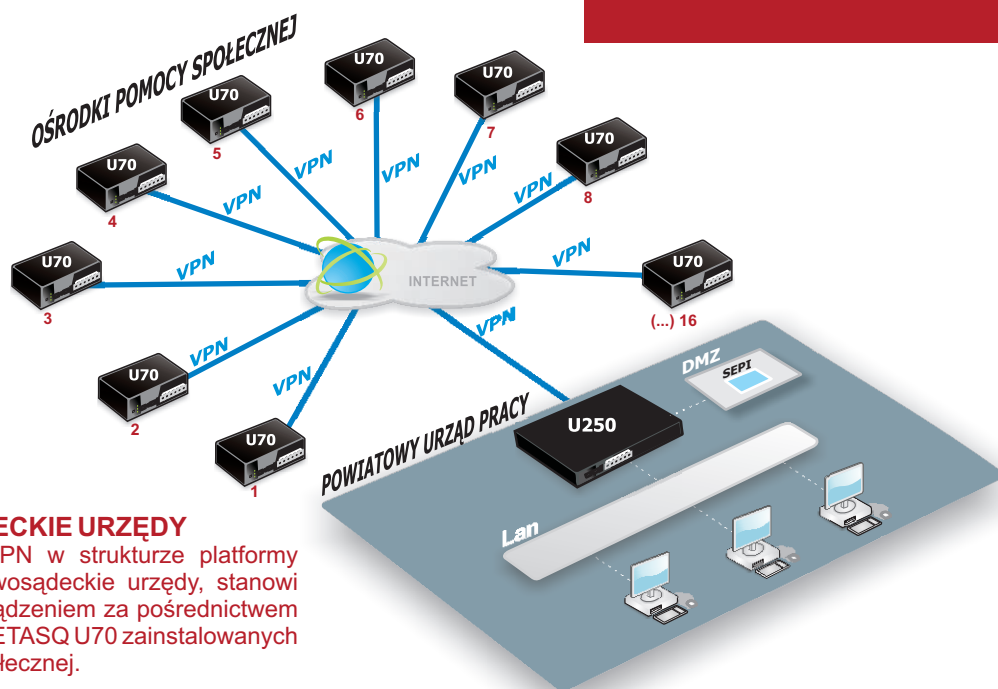 OŚRODKI POMOCY SPOŁECZNEJ
U70
6
U70
7
U70
5
U70
8
U70
4
U70
3
U70
(...) 16
U70
2
U70
1
VPN
VPN
VPN
VPN
VPN
VPN
VPN
VPN
VPN
VPN
INTERNET
POWIATOWY URZĄD PRACY
U250
DMZ
SEPI
Lan
ECKIE URZĘDY
PN w strukturze platformy
wosądeckie urzędy, stanowi
ądzeniem za pośrednictwem
ETASQ U70 zainstalowanych
łecznej.